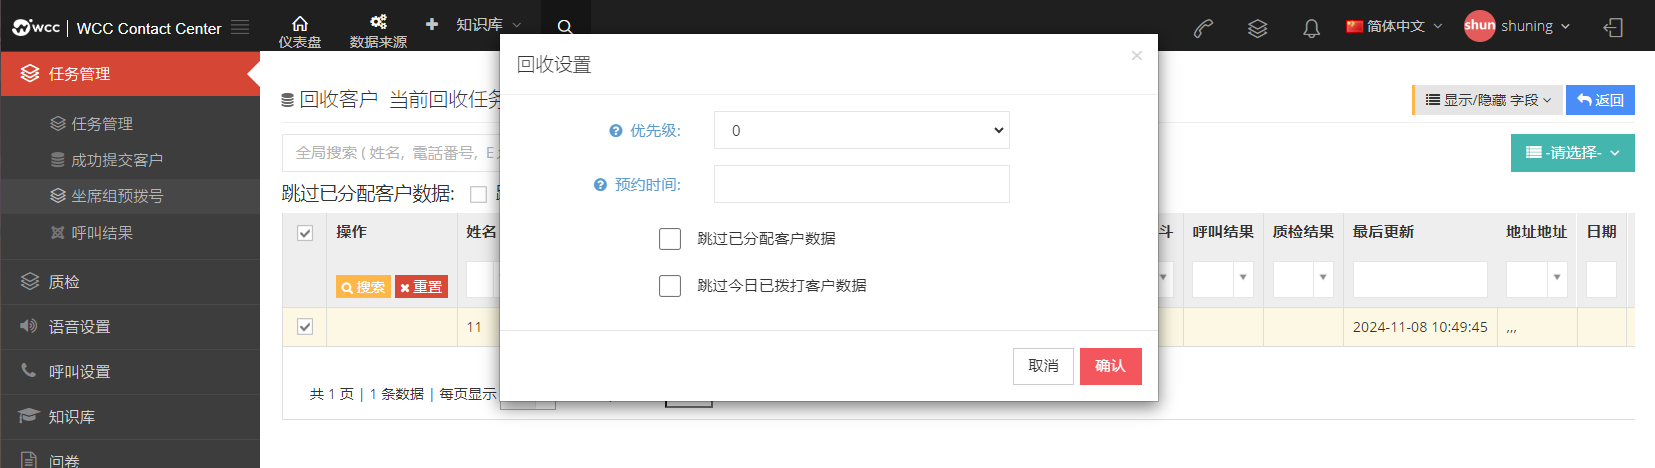 wcc | WCC Contact Center
仪表盘
数据来源
知识库
简体中文
shun
shuning
任务管理
任务管理
成功提交客户
坐席组预拨号
呼叫结果
质检
语音设置
呼叫设置
知识库
问卷
回收客户 当前回收任务
显示/隐藏 字段
返回
全局搜索 ( 姓名, 電話番号, E
-请选择-
跳过已分配客户数据:
操作
姓名
呼叫结果
质检结果
最后更新
地址地址
日期
搜索
重置
11
2024-11-08 10:49:45
,,,
共 1 页 | 1 条数据 | 每页显示
回收设置
×
优先级:
0
预约时间:
跳过已分配客户数据
跳过今日已拨打客户数据
取消
确认